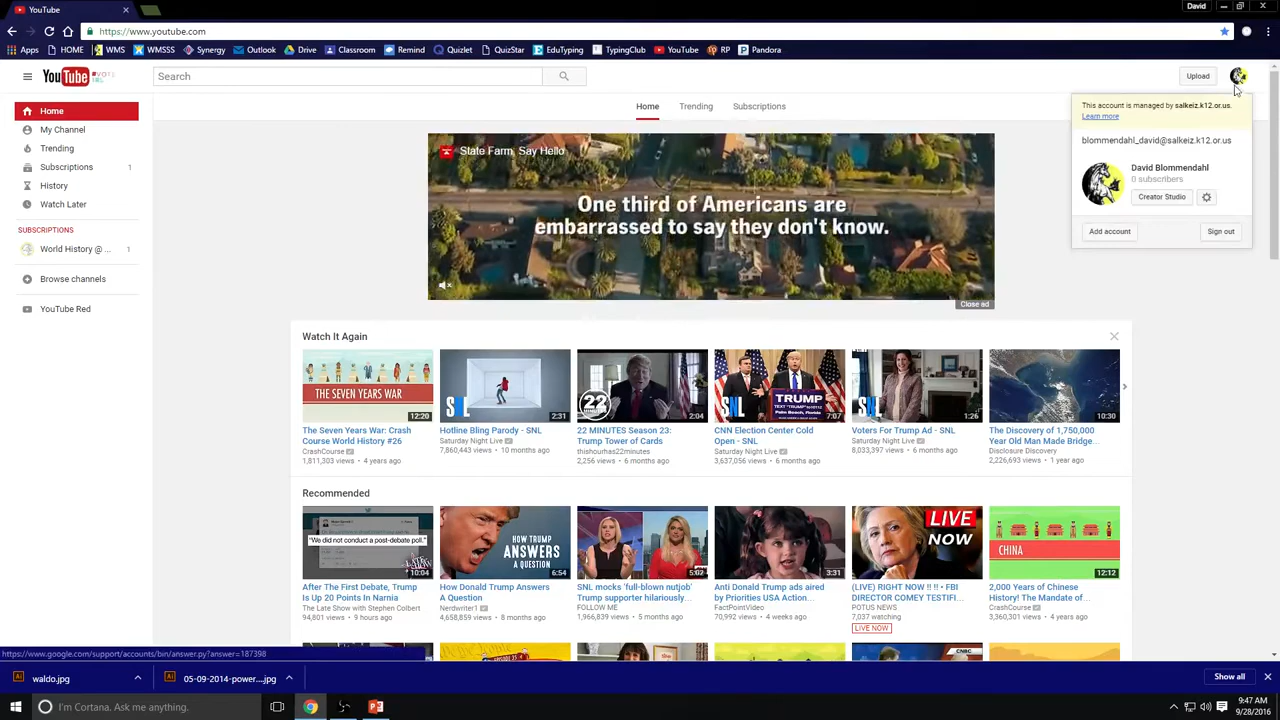 YouTube
David
https://www.youtube.com
Apps HOME WMS WMSSS Synergy Outlook Drive Classroom Remind Quizlet QuizStar EduTyping TypingClub YouTube RP Pandora
YouTube
Search
Upload
Home
My Channel
Trending
Subscriptions 1
History
Watch Later
SUBSCRIPTIONS
World History @ ... 1
Browse channels
YouTube Red
Home Trending Subscriptions
This account is managed by salkeiz.k12.or.us.
Learn more
blommendahl_david@salkeiz.k12.or.us
David Blommendahl
0 subscribers
Creator Studio
Add account Sign out
State Farm, Say Hello
One third of Americans are
embarrassed to say they don't know.
Close ad
Watch It Again
THE SEVEN YEARS WAR
12:20
The Seven Years War: Crash
Course World History #26
CrashCourse
1,811,303 views • 4 years ago
SNL
2:31
Hotline Bling Parody - SNL
Saturday Night Live
7,860,443 views • 10 months ago
22
MINUTES
2:04
22 MINUTES Season 23:
Trump Tower of Cards
thishourhas22minutes
2,256 views • 6 months ago
SNL
TRUMP
7:07
CNN Election Center Cold
Open - SNL
Saturday Night Live
3,637,056 views • 6 months ago
SNL
1:26
Voters For Trump Ad - SNL
Saturday Night Live
8,033,397 views • 6 months ago
10:30
The Discovery of 1,750,000
Year Old Man Made Bridge...
Disclosure Discovery
2,226,693 views • 1 year ago
Recommended
"We did not conduct a post-debate poll."
10:04
After The First Debate, Trump
Is Up 20 Points In Narnia
The Late Show with Stephen Colbert
94,801 views • 9 hours ago
HOW TRUMP
ANSWERS
A QUESTION
6:54
How Donald Trump Answers
A Question
Nerdwriter1
4,658,859 views • 8 months ago
5:02
SNL mocks 'full-blown nutjob'
Trump supporter hilariously...
FOLLOW ME
1,966,839 views • 5 months ago
3:31
Anti Donald Trump ads aired
by Priorities USA Action...
FactPointVideo
70,992 views • 4 weeks ago
LIVE
NOW
(LIVE) RIGHT NOW !! !! • FBI
DIRECTOR COMEY TESTIFI...
POTUS NEWS
7,037 watching
LIVE NOW
CHINA
12:12
2,000 Years of Chinese
History! The Mandate of...
CrashCourse
3,360,301 views • 4 years ago
https://www.google.com/support/accounts/bin/answer.py?answer=187398
waldo.jpg
05-09-2014-power....jpg
Show all
I'm Cortana. Ask me anything.
9:47 AM
9/28/2016